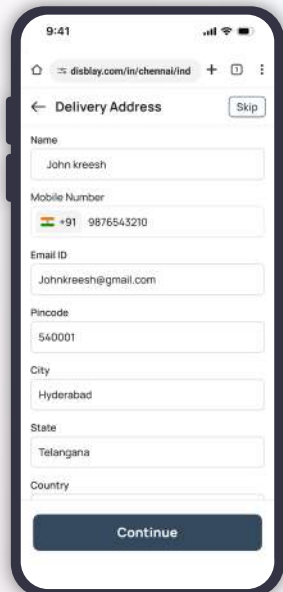 9:41
disblay.com/in/chennai/ind
1
Delivery Address
Skip
Name
John kreesh
Mobile Number
+91 9876543210
Email ID
Johnkreesh@gmail.com
Pincode
540001
City
Hyderabad
State
Telangana
Country
Continue